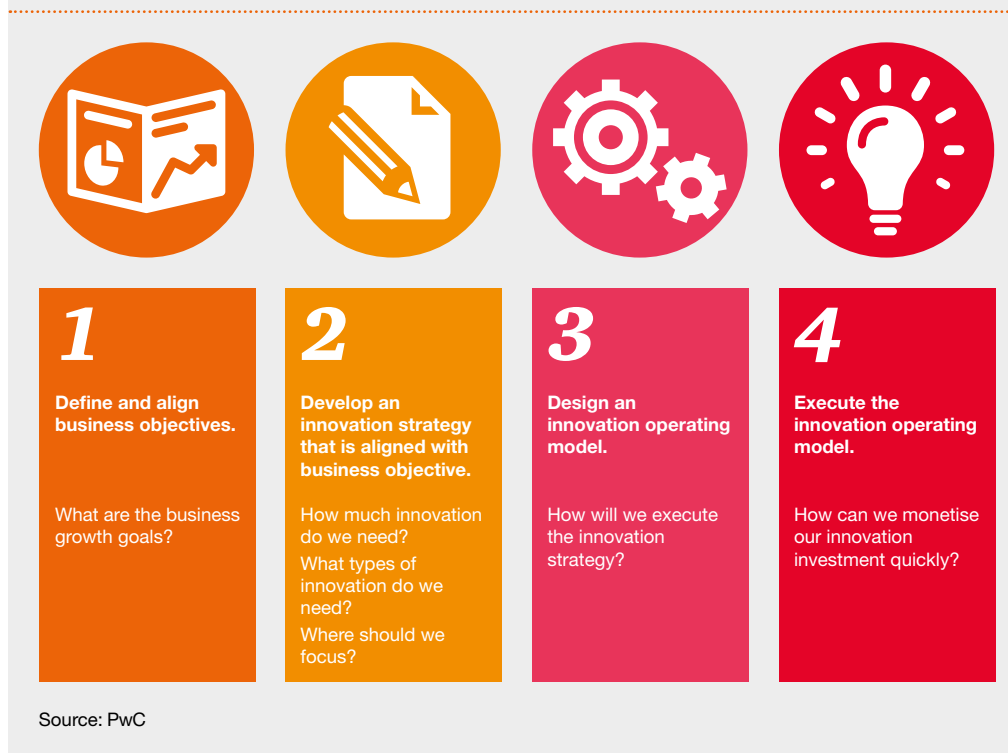 1
Define and align
business objectives.
What are the business
growth goals?
2
Develop an
innovation strategy
that is aligned with
business objective.
How much innovation
do we need?
What types of
innovation do we
need?
Where should we
focus?
3
Design an
innovation operating
model.
How will we execute
the innovation
strategy?
4
Execute the
innovation operating
model.
How can we monetise
our innovation
investment quickly?
Source: PwC